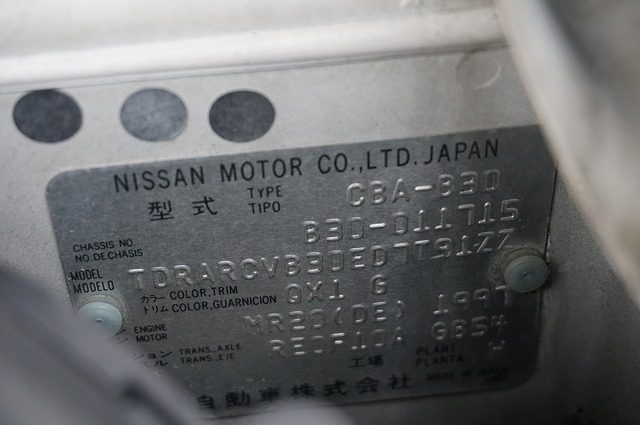 NISSAN MOTOR CO.,LTD. JAPAN
型式 TYPE TIPO CBA-B30
CHASSIS NO. NO.DE CHASIS B30-011715
MODEL MODELO
カラー トリム COLOR,TRIM COLOR,GUARNICION QX1 G
ENGINE MOTOR MR20(DE) 1997
TRANS.,AXLE TRANS.,EJE RE0F10A GB54
工場 PLANT PLANTA W
自動車株式会社 MADE IN JAPAN